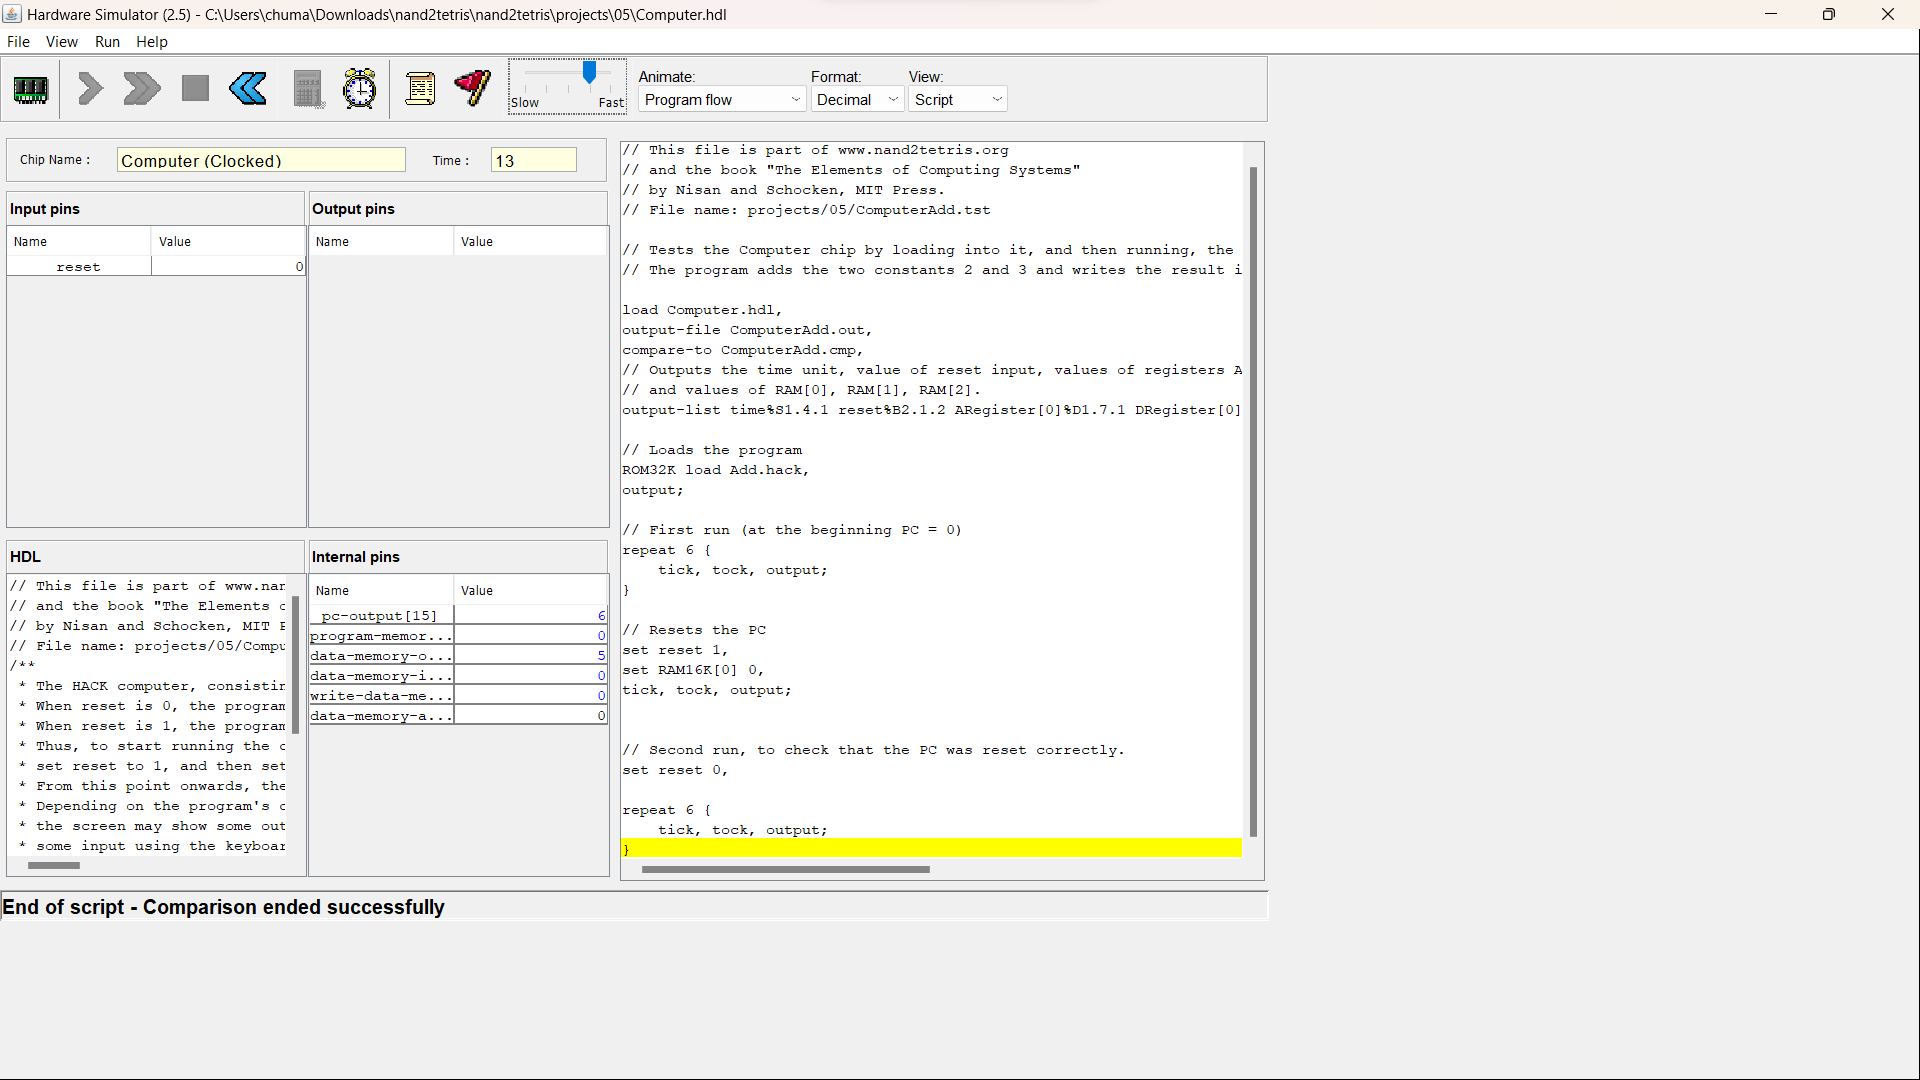 Hardware Simulator (2.5) - C:\Users\chuma\Downloads\nand2tetris\nand2tetris\projects\05\Computer.hdl
File View Run Help
Slow Fast
Animate: Format: View:
Program flow Decimal Script
Chip Name : Computer (Clocked) Time : 13
Input pins
Name Value
reset 0
Output pins
Name Value
HDL
// This file is part of www.nan
// and the book "The Elements o
// by Nisan and Schocken, MIT P
// File name: projects/05/Compu
/**
* The HACK computer, consistin
* When reset is 0, the program
* When reset is 1, the program
* Thus, to start running the c
* set reset to 1, and then set
* From this point onwards, the
* Depending on the program's c
* the screen may show some out
* some input using the keyboar
Internal pins
Name Value
pc-output[15] 6
program-memor... 0
data-memory-o... 5
data-memory-i... 0
write-data-me... 0
data-memory-a... 0
// This file is part of www.nand2tetris.org
// and the book "The Elements of Computing Systems"
// by Nisan and Schocken, MIT Press.
// File name: projects/05/ComputerAdd.tst
// Tests the Computer chip by loading into it, and then running, the
// The program adds the two constants 2 and 3 and writes the result i
load Computer.hdl,
output-file ComputerAdd.out,
compare-to ComputerAdd.cmp,
// Outputs the time unit, value of reset input, values of registers A
// and values of RAM[0], RAM[1], RAM[2].
output-list time%S1.4.1 reset%B2.1.2 ARegister[0]%D1.7.1 DRegister[0]
// Loads the program
ROM32K load Add.hack,
output;
// First run (at the beginning PC = 0)
repeat 6 {
tick, tock, output;
}
// Resets the PC
set reset 1,
set RAM16K[0] 0,
tick, tock, output;
// Second run, to check that the PC was reset correctly.
set reset 0,
repeat 6 {
tick, tock, output;
}
End of script - Comparison ended successfully